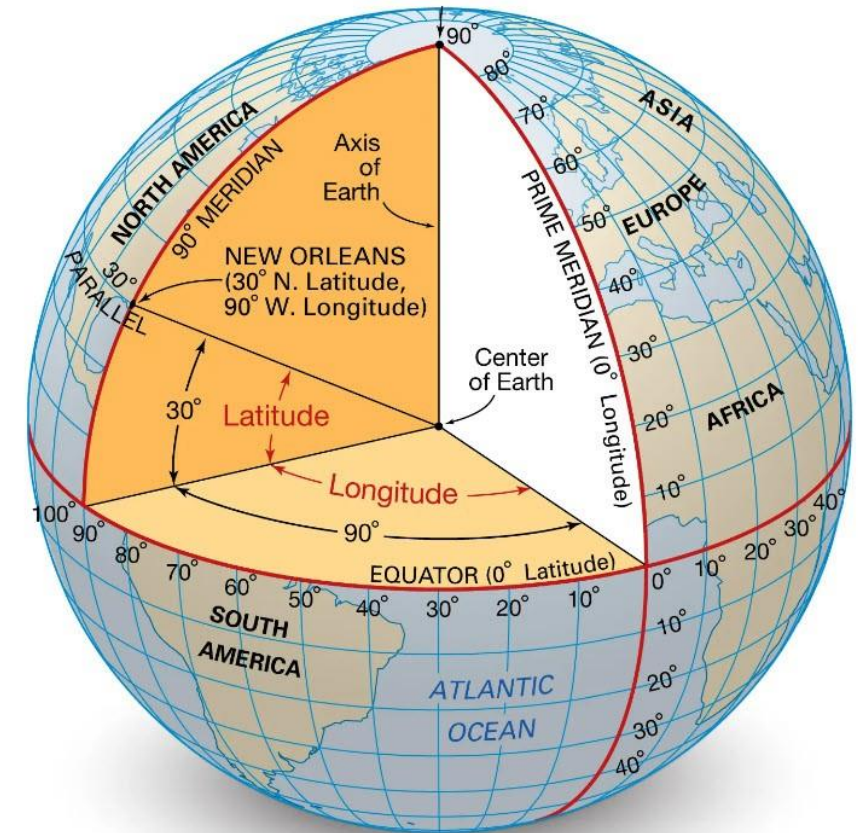 90°
80°
70°
60°
50°
40°
30°
20°
10°
ASIA
EUROPE
AFRICA
NORTH AMERICA
90° MERIDIAN
Axis
of
Earth
PRIME MERIDIAN (0° Longitude)
NEW ORLEANS
(30° N. Latitude,
90° W. Longitude)
30°
PARALLEL
Center
of Earth
30°
Latitude
Longitude
90°
EQUATOR (0° Latitude)
100°
90°
80°
70°
60°
50°
40°
30°
20°
10°
0°
10°
20°
30°
40°
SOUTH
AMERICA
ATLANTIC
OCEAN
10°
20°
30°
40°